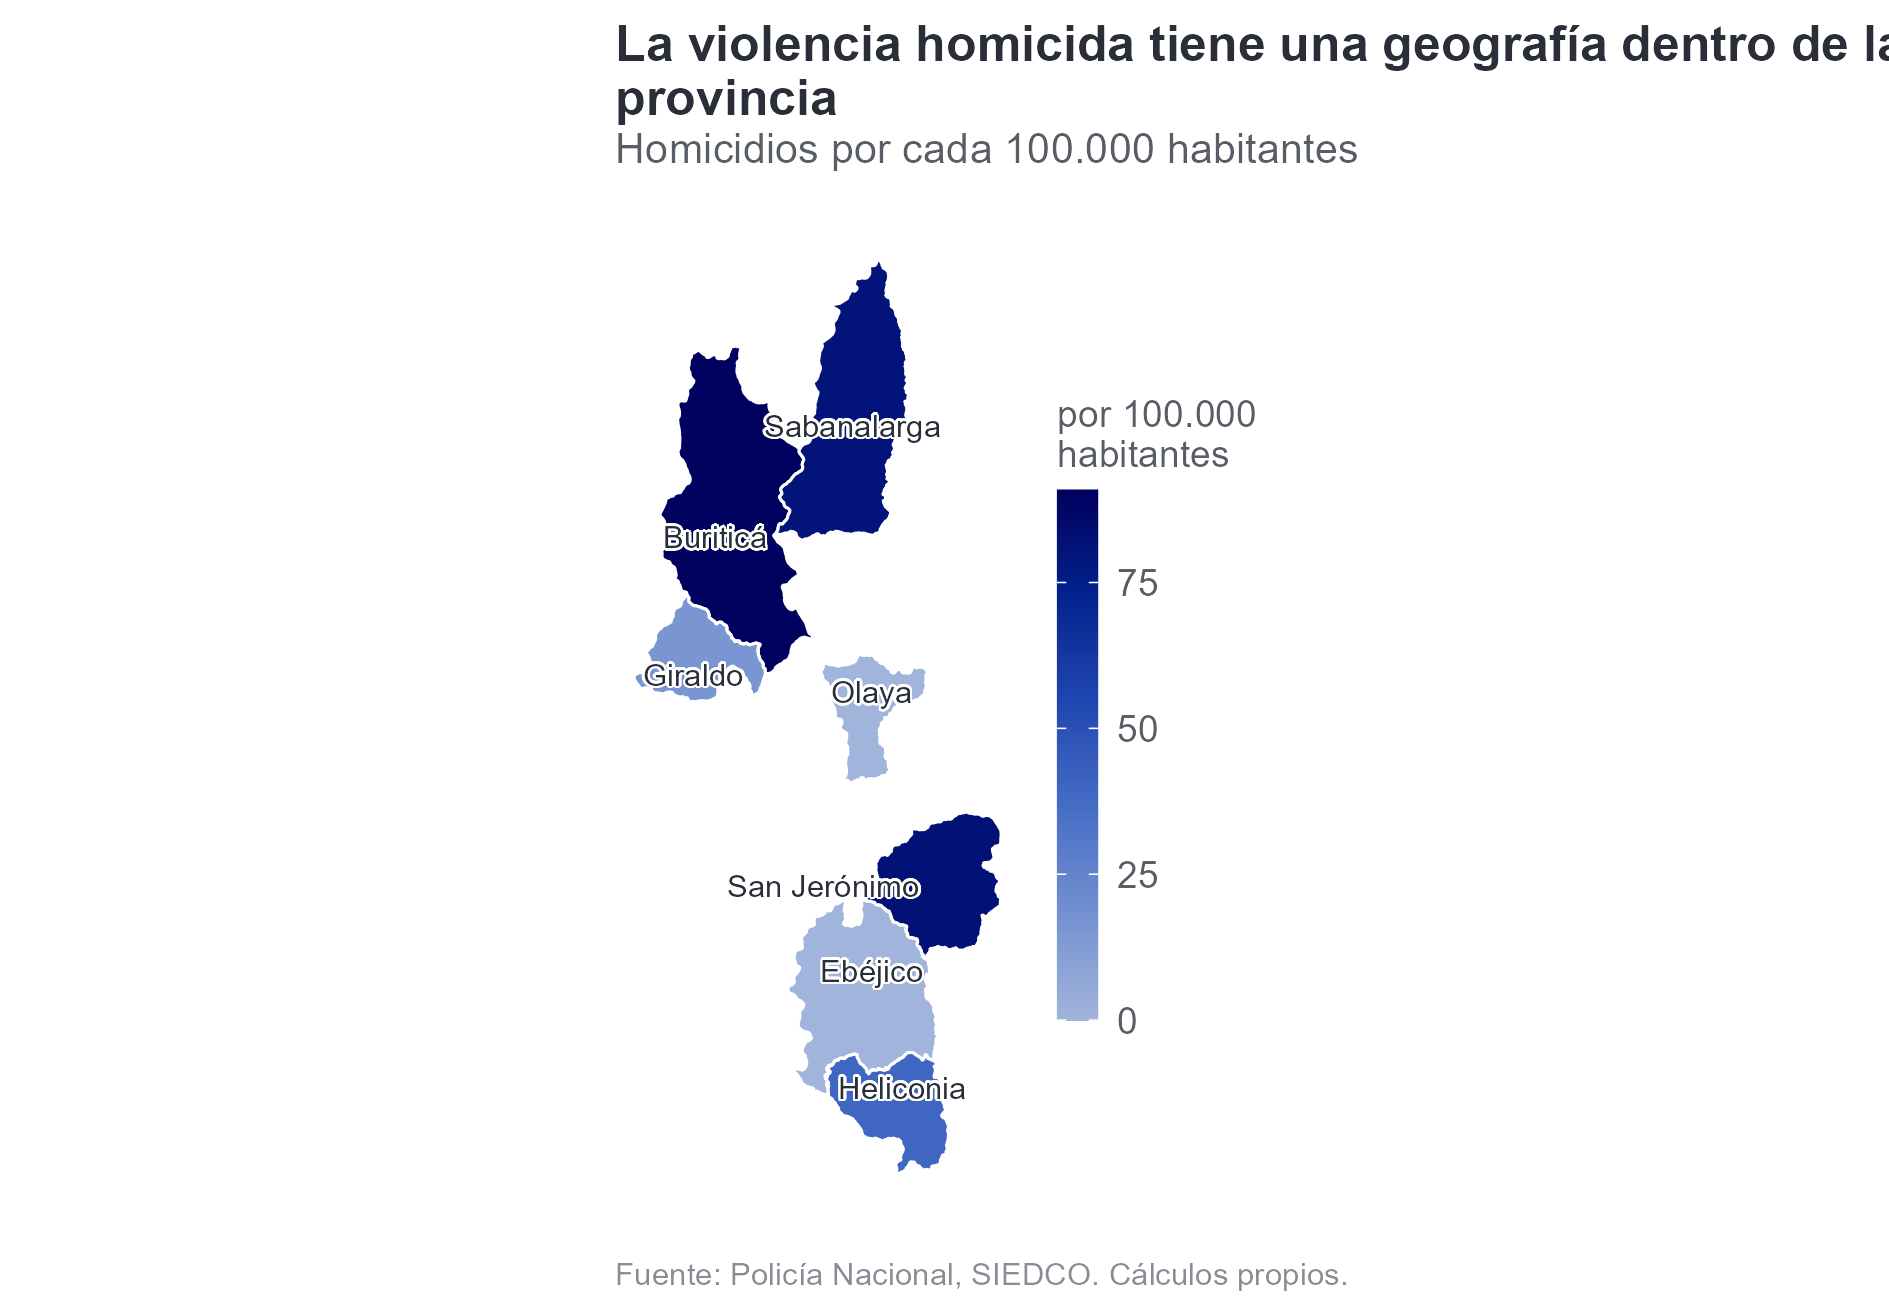 La violencia homicida tiene una geografía dentro de la
provincia
Homicidios por cada 100.000 habitantes
Sabanalarga
Buriticá
Giraldo
Olaya
San Jerónimo
Ebéjico
Heliconia
por 100.000
habitantes
75
50
25
0
Fuente: Policía Nacional, SIEDCO. Cálculos propios.